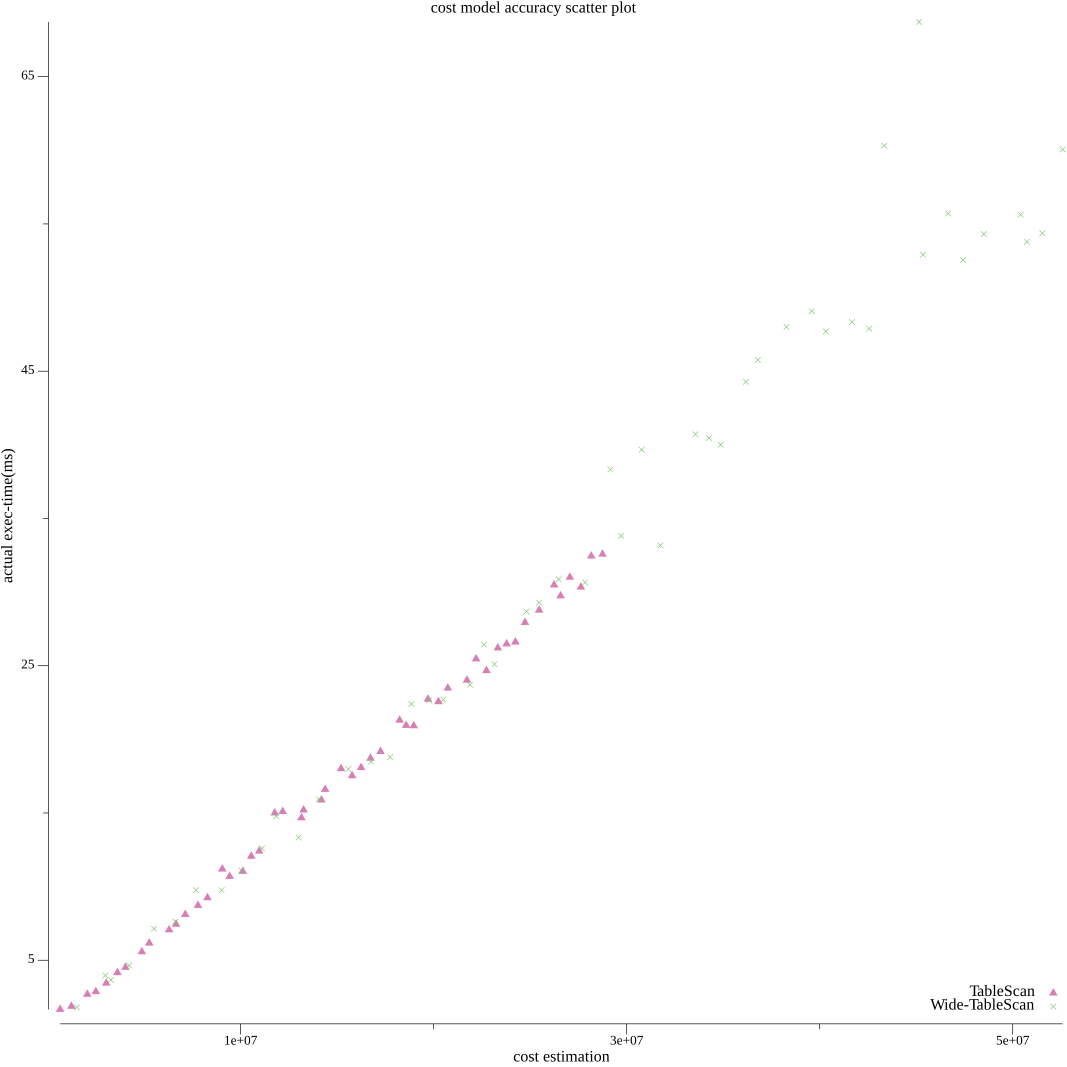 cost model accuracy scatter plot
65
45
25
5
actual exec-time(ms)
TableScan
Wide-TableScan
1e+07
3e+07
5e+07
cost estimation